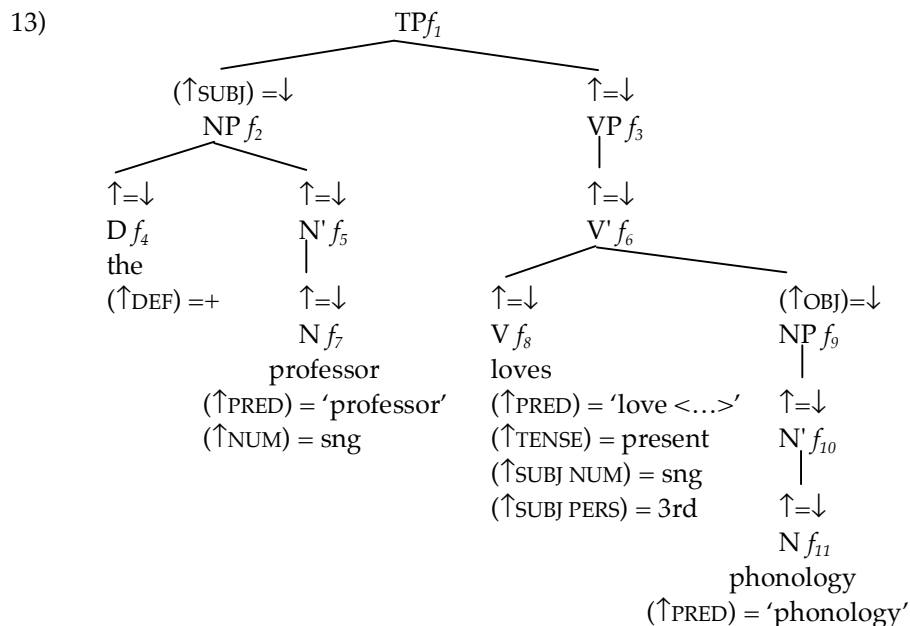 13) TPf₁
(↑SUBJ) =↓ ↑=↓
NP f₂ VP f₃
↑=↓ ↑=↓ ↑=↓
D f₄ N' f₅ V' f₆
the
(↑DEF) =+ ↑=↓ ↑=↓ (↑OBJ)=↓
N f₇ V f₈ NP f₉
professor loves
(↑PRED) = ‘professor’ (↑PRED) = ‘love <…>’ ↑=↓
(↑NUM) = sng (↑TENSE) = present N' f₁₀
(↑SUBJ NUM) = sng
(↑SUBJ PERS) = 3rd ↑=↓
N f₁₁
phonology
(↑PRED) = ‘phonology’